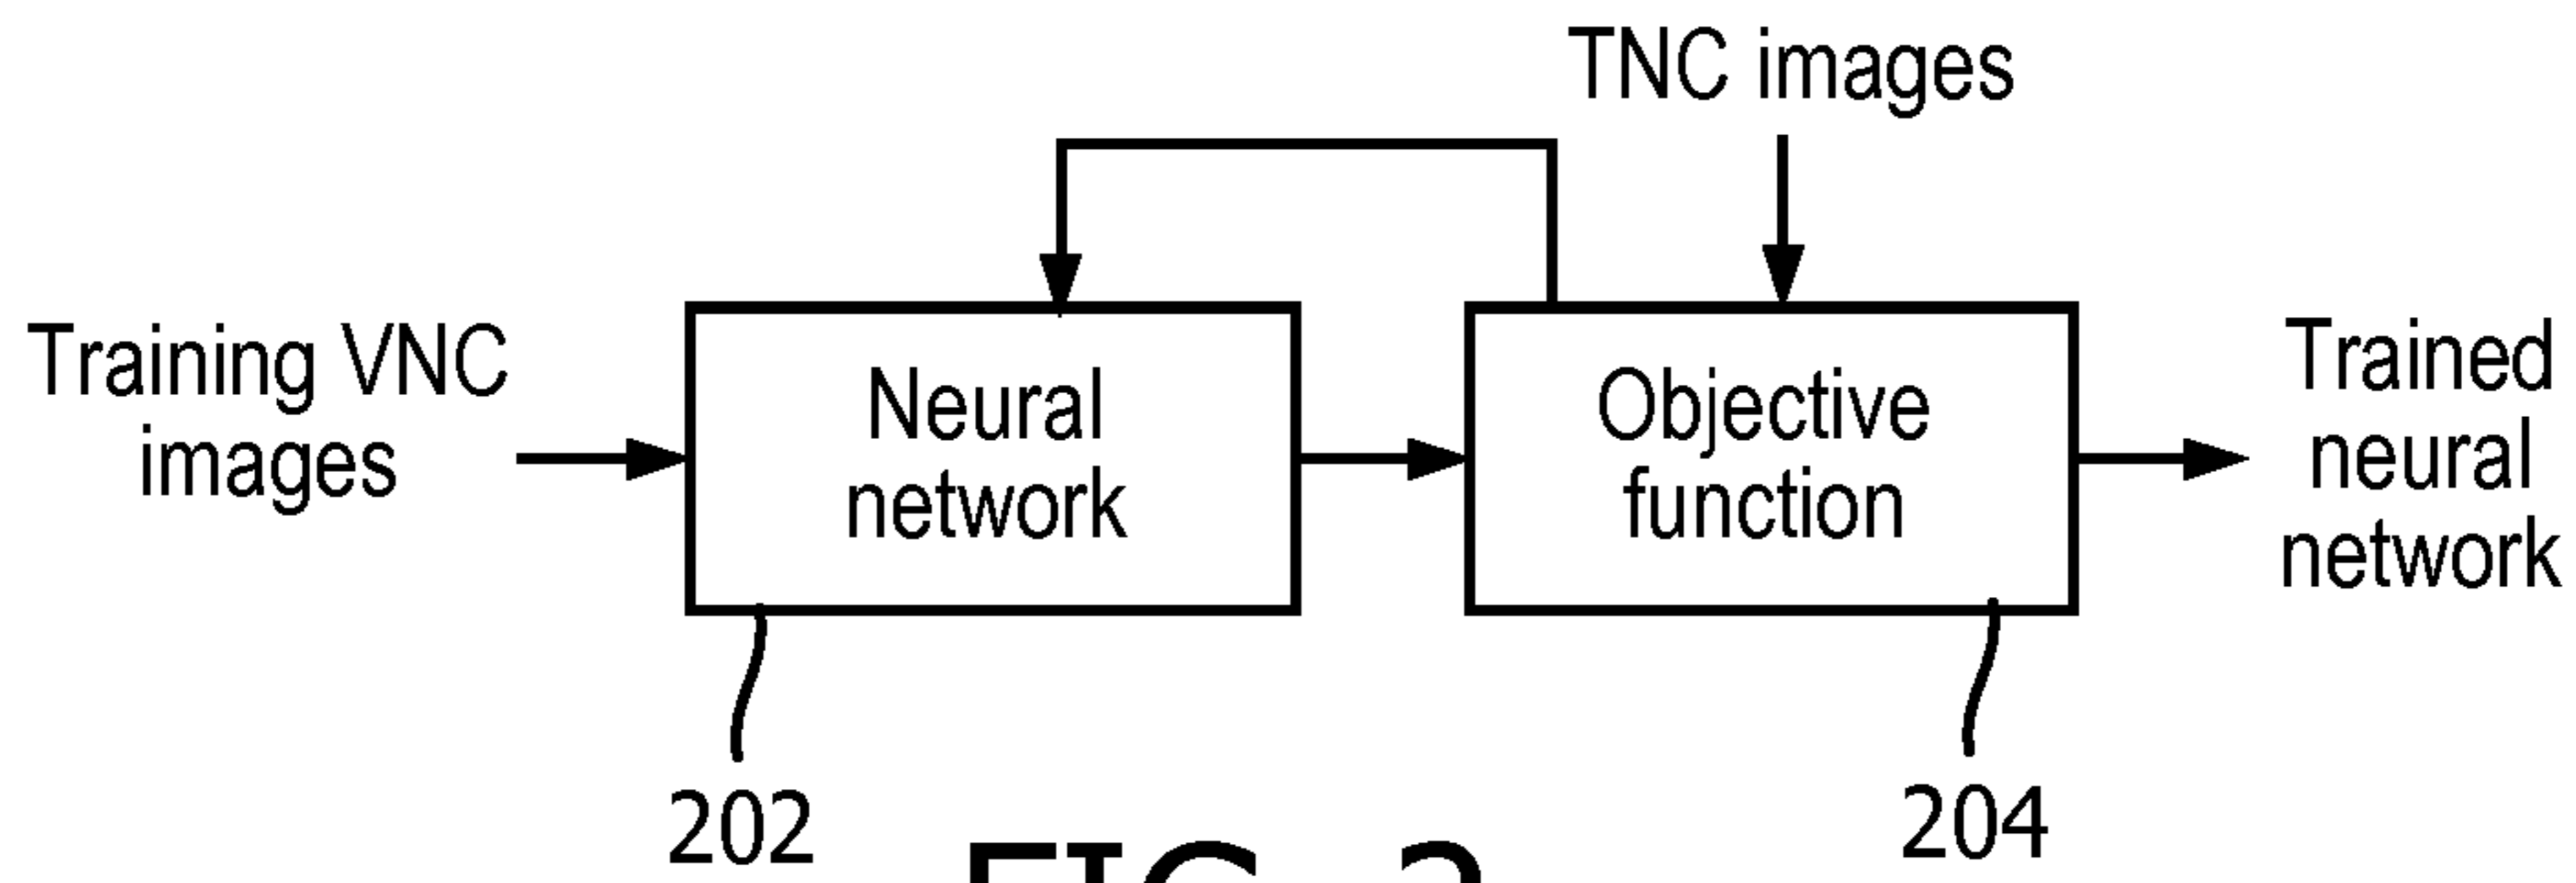 TNC images
Training VNC
images
Neural
network
Objective
function
Trained
neural
network
202
204